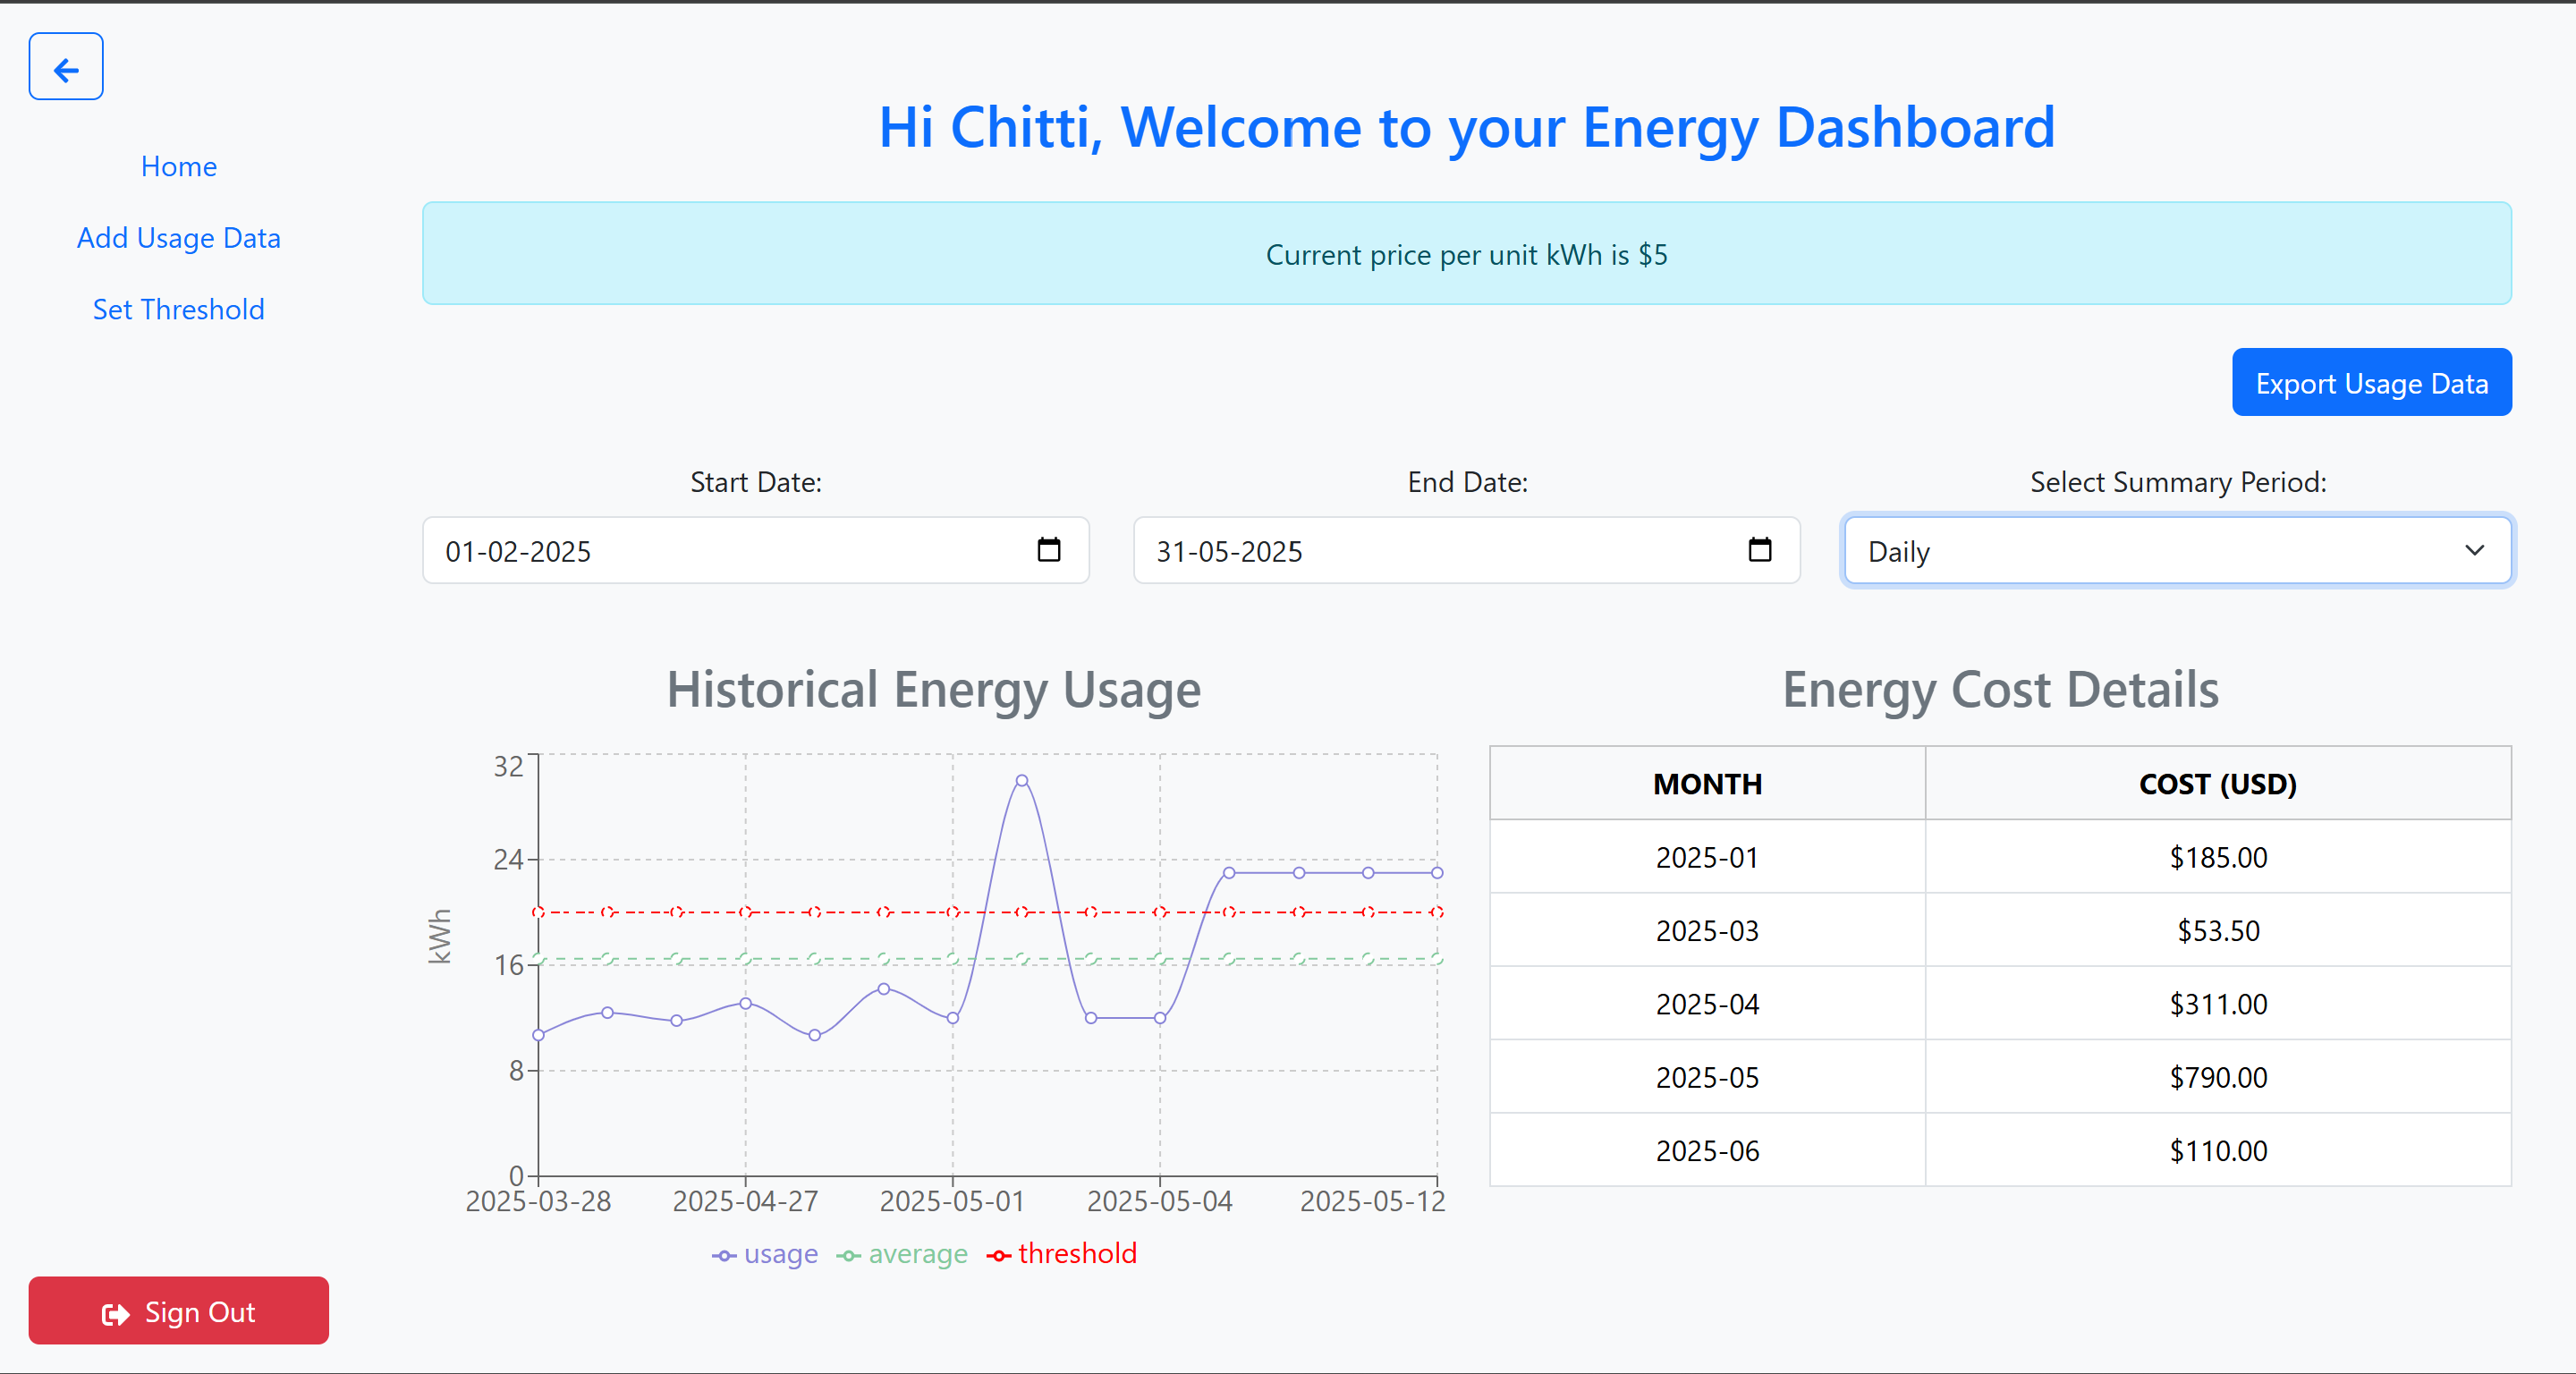 Hi Chitti, Welcome to your Energy Dashboard
Home
Add Usage Data
Set Threshold
Current price per unit kWh is $5
Export Usage Data
Start Date:
End Date:
Select Summary Period:
01-02-2025
31-05-2025
Daily
Historical Energy Usage
32
24
16
8
0
kWh
2025-03-28 2025-04-27 2025-05-01 2025-05-04 2025-05-12
usage average threshold
Energy Cost Details
MONTH COST (USD)
2025-01 $185.00
2025-03 $53.50
2025-04 $311.00
2025-05 $790.00
2025-06 $110.00
Sign Out